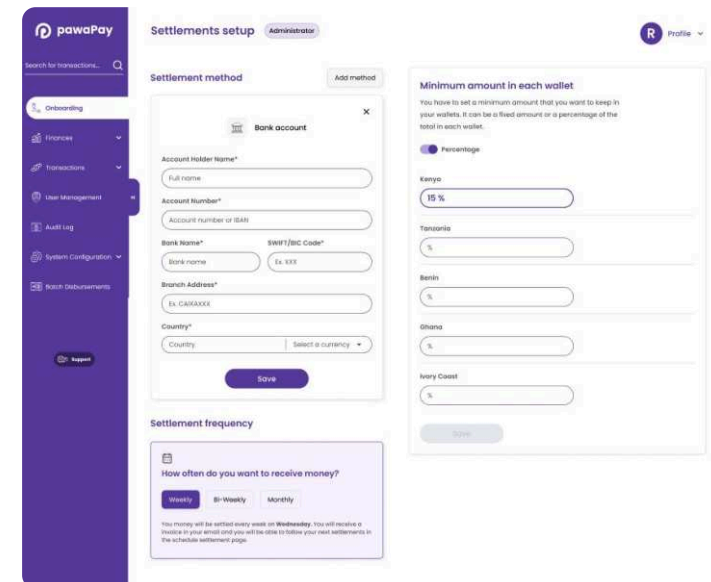 pawaPay
Search for transactions...
Onboarding
Finances
Transactions
User Management
Audit Log
System Configuration
Batch Disbursements
Support
Settlements setup
Administrator
R
Profile
Settlement method
Add method
Bank account
Account Holder Name*
Full name
Account Number*
Account number or IBAN
Bank Name*
SWIFT/BIC Code*
Bank name
Ex. XXX
Branch Address*
Ex. CAIXAXXX
Country*
Country
Select a currency
Save
Settlement frequency
How often do you want to receive money?
Weekly
Bi-Weekly
Monthly
You money will be settled every week on Wednesday. You will receive a
invoice in your email and you will be able to follow your next settlements in
the schedule settlement page.
Minimum amount in each wallet
You have to set a minimum amount that you want to keep in
your wallets. It can be a fixed amount or a percentage of the
total in each wallet.
Percentage
Kenya
15 %
Tanzania
%
Benin
%
Ghana
%
Ivory Coast
%
Save